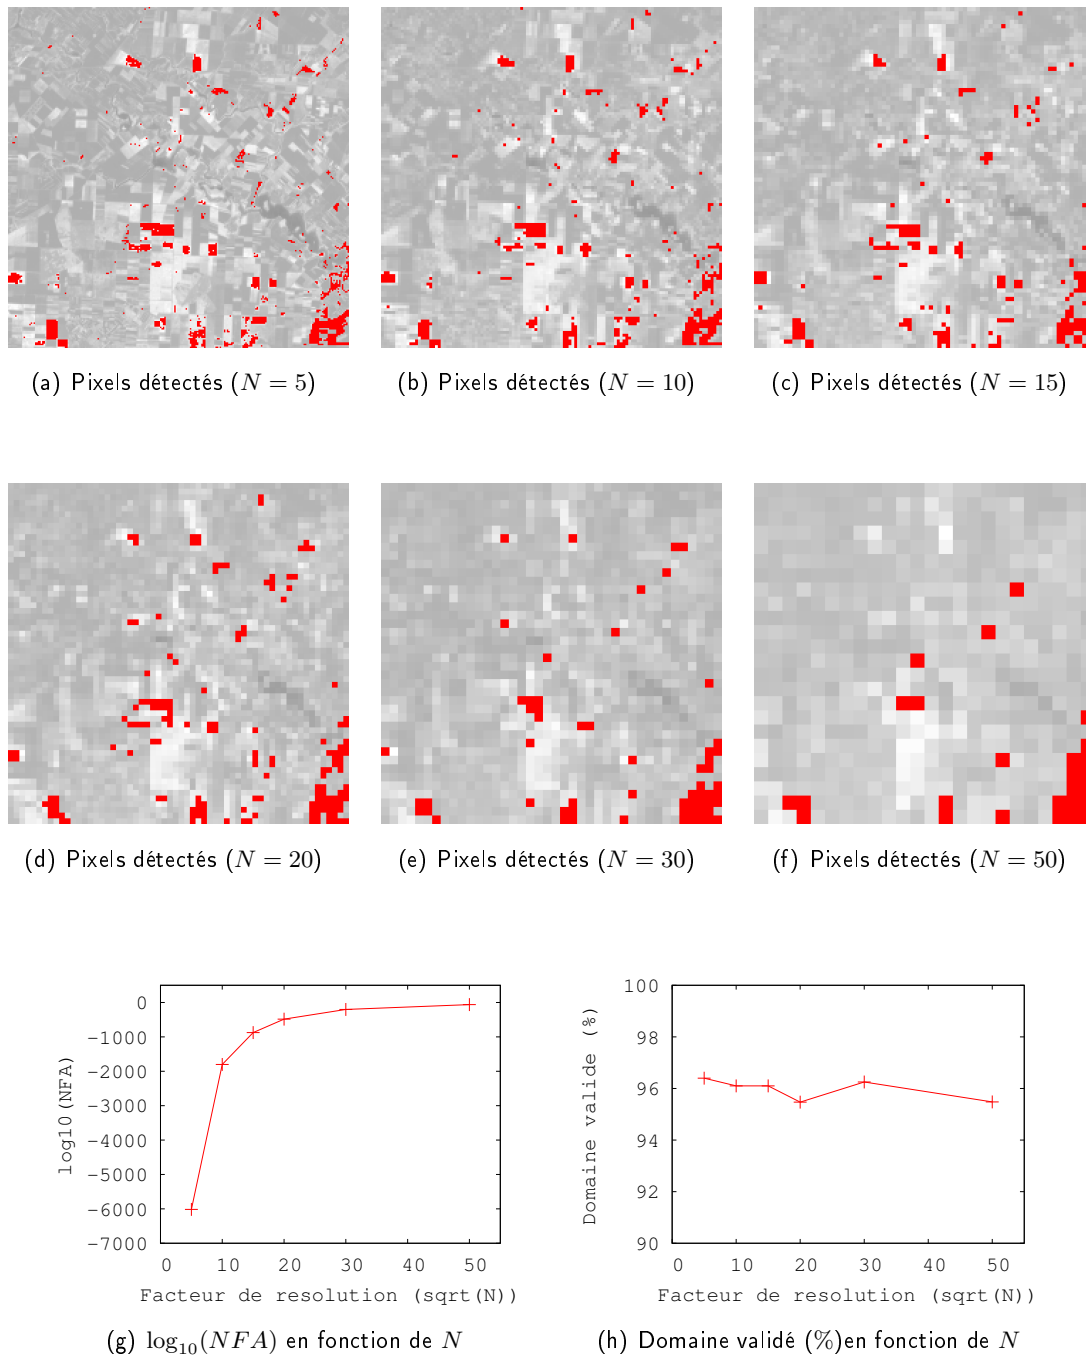 (a) Pixels détectés (N = 5)
(b) Pixels détectés (N = 10)
(c) Pixels détectés (N = 15)
(d) Pixels détectés (N = 20)
(e) Pixels détectés (N = 30)
(f) Pixels détectés (N = 50)
log10(NFA)
0
-1000
-2000
-3000
-4000
-5000
-6000
-7000
0 10 20 30 40 50
Facteur de resolution (sqrt(N))
(g) log₁₀(NFA) en fonction de N
Domaine valide (%)
100
98
96
94
92
90
0 10 20 30 40 50
Facteur de resolution (sqrt(N))
(h) Domaine validé (%)en fonction de N